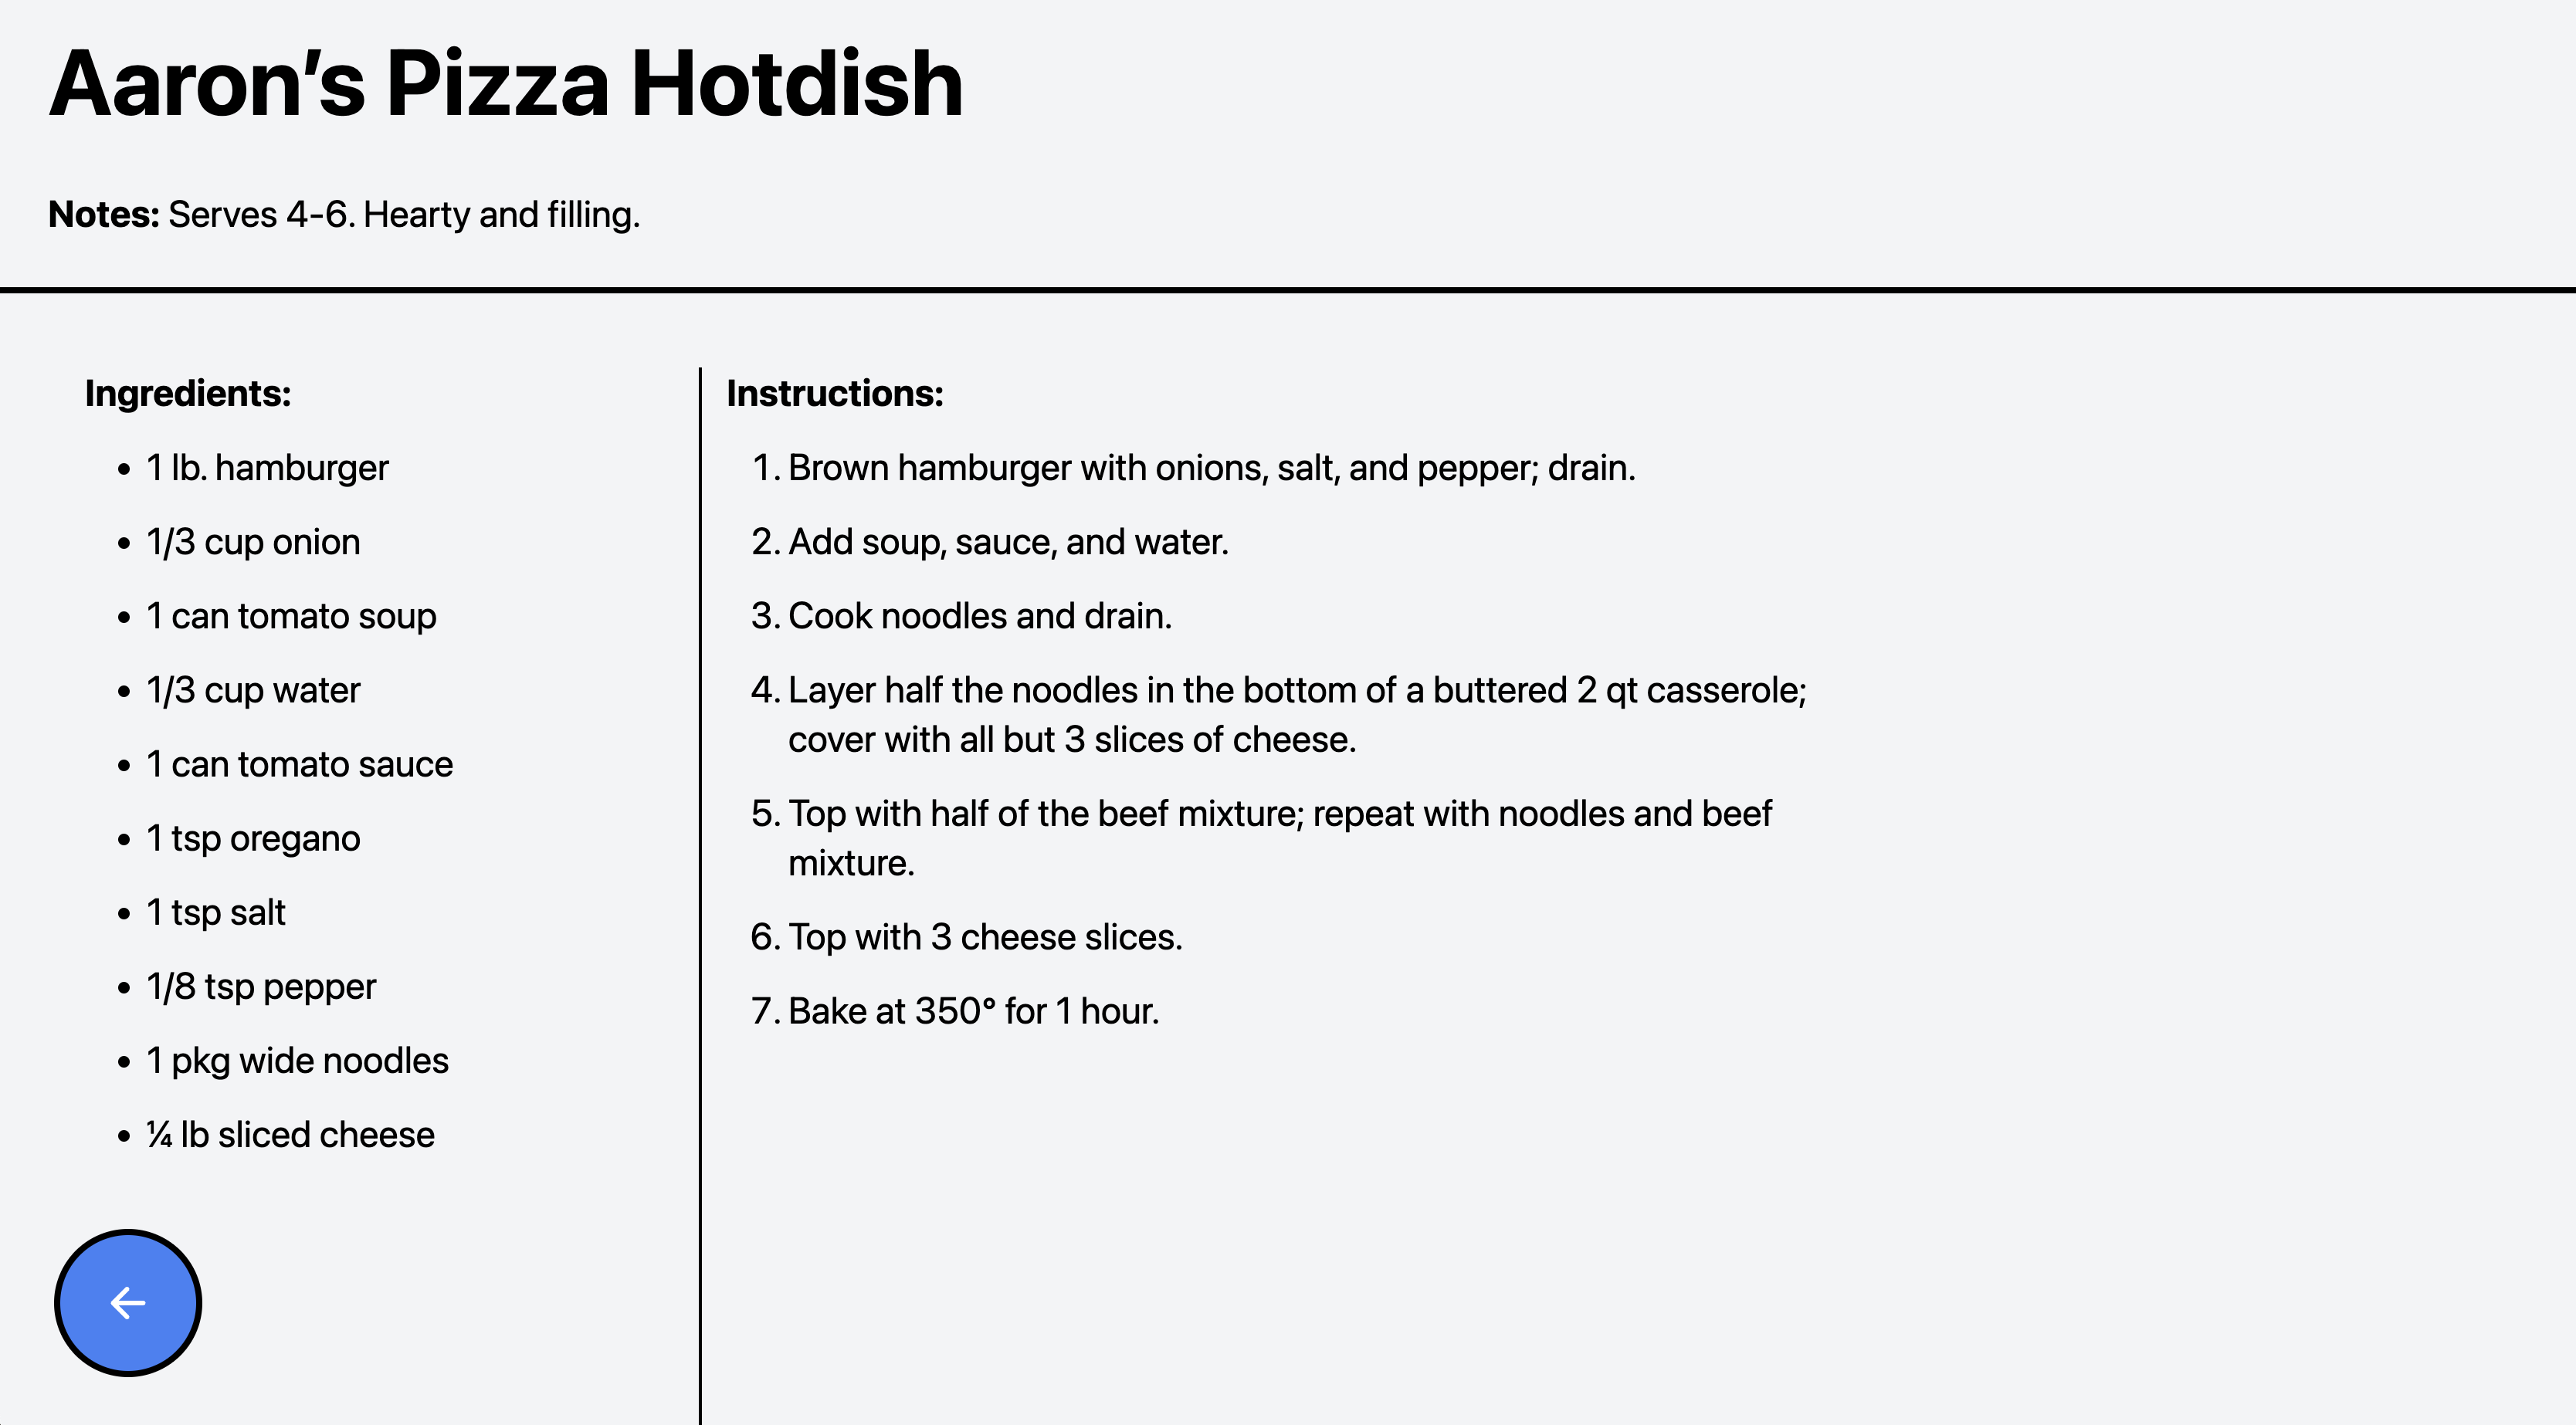 Aaron's Pizza Hotdish
Notes: Serves 4-6. Hearty and filling.
Ingredients:
• 1 lb. hamburger
• 1/3 cup onion
• 1 can tomato soup
• 1/3 cup water
• 1 can tomato sauce
• 1 tsp oregano
• 1 tsp salt
• 1/8 tsp pepper
• 1 pkg wide noodles
• ¼ lb sliced cheese
Instructions:
1. Brown hamburger with onions, salt, and pepper; drain.
2. Add soup, sauce, and water.
3. Cook noodles and drain.
4. Layer half the noodles in the bottom of a buttered 2 qt casserole;
cover with all but 3 slices of cheese.
5. Top with half of the beef mixture; repeat with noodles and beef
mixture.
6. Top with 3 cheese slices.
7. Bake at 350° for 1 hour.